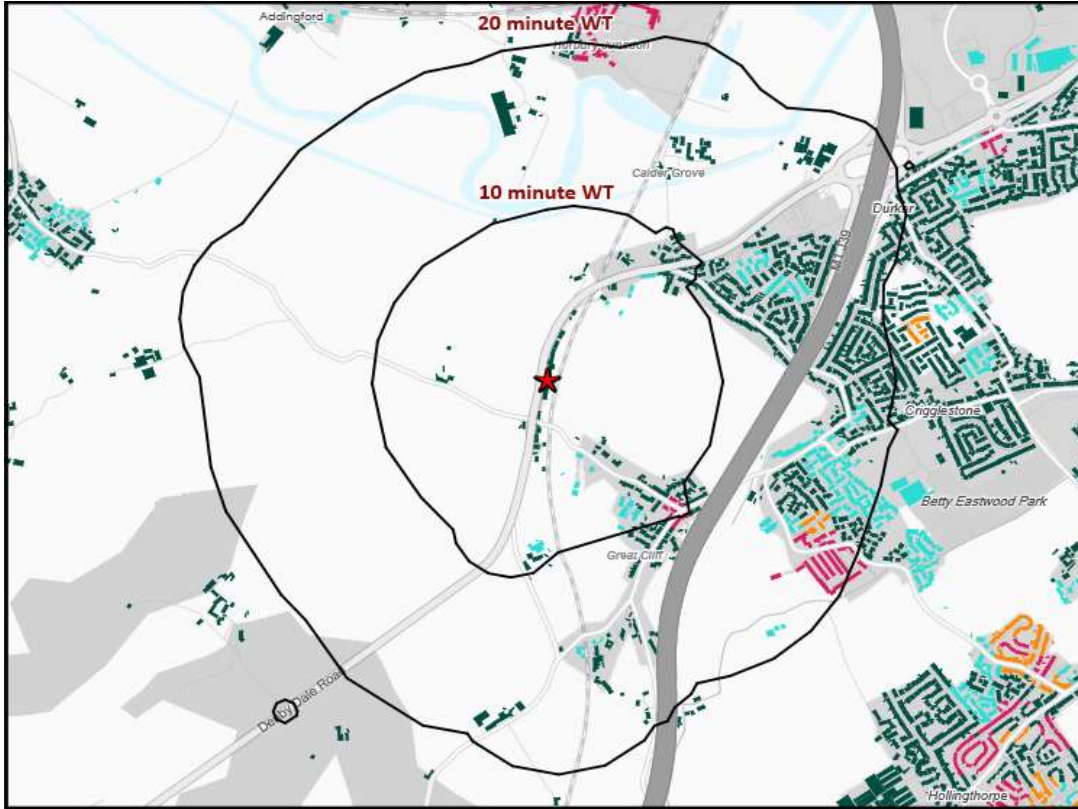 20 minute WT
Addingford
Horbury Junction
10 minute WT
Calder Grove
Durkar
M1 J39
Crigglestone
Betty Eastwood Park
Great Cliff
Denby Dale Road
Hollingthorpe